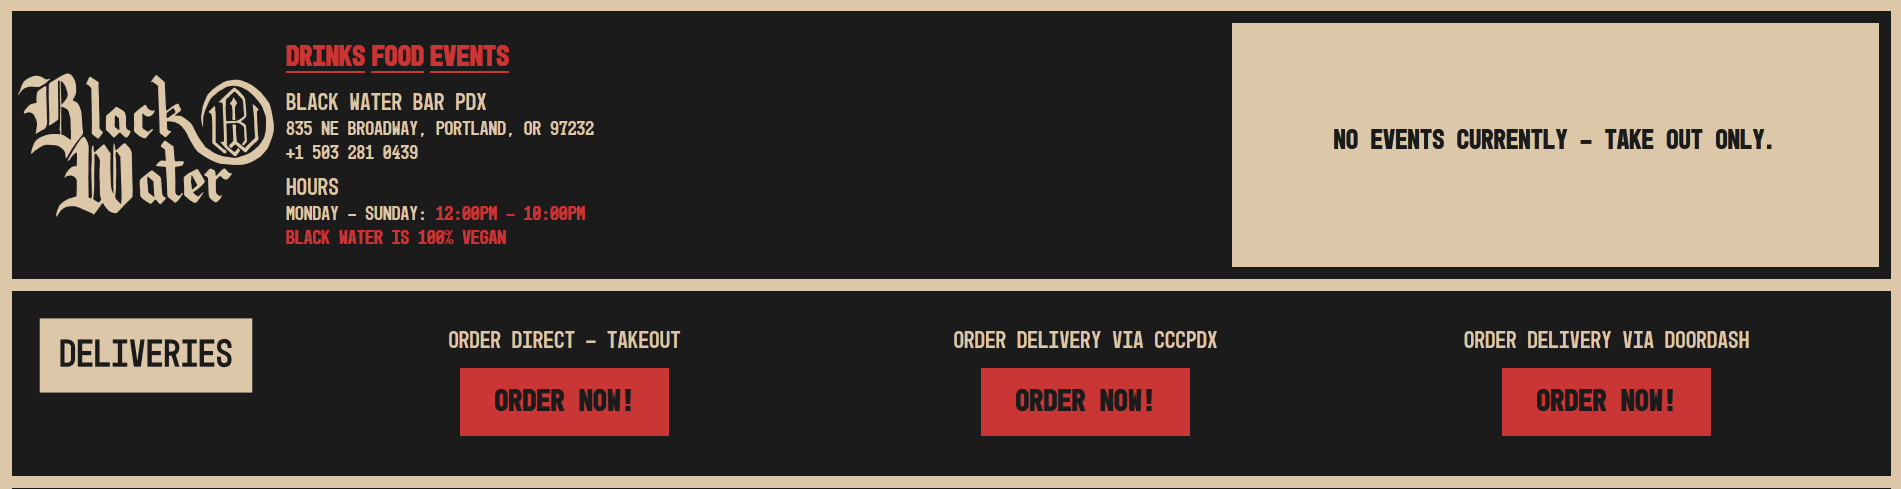 Black
Water
DRINKS FOOD EVENTS
BLACK WATER BAR PDX
835 NE BROADWAY, PORTLAND, OR 97232
+1 503 281 0439
HOURS
MONDAY – SUNDAY: 12:00PM – 10:00PM
BLACK WATER IS 100% VEGAN
NO EVENTS CURRENTLY – TAKE OUT ONLY.
DELIVERIES
ORDER DIRECT – TAKEOUT
ORDER NOW!
ORDER DELIVERY VIA CCCPDX
ORDER NOW!
ORDER DELIVERY VIA DOORDASH
ORDER NOW!